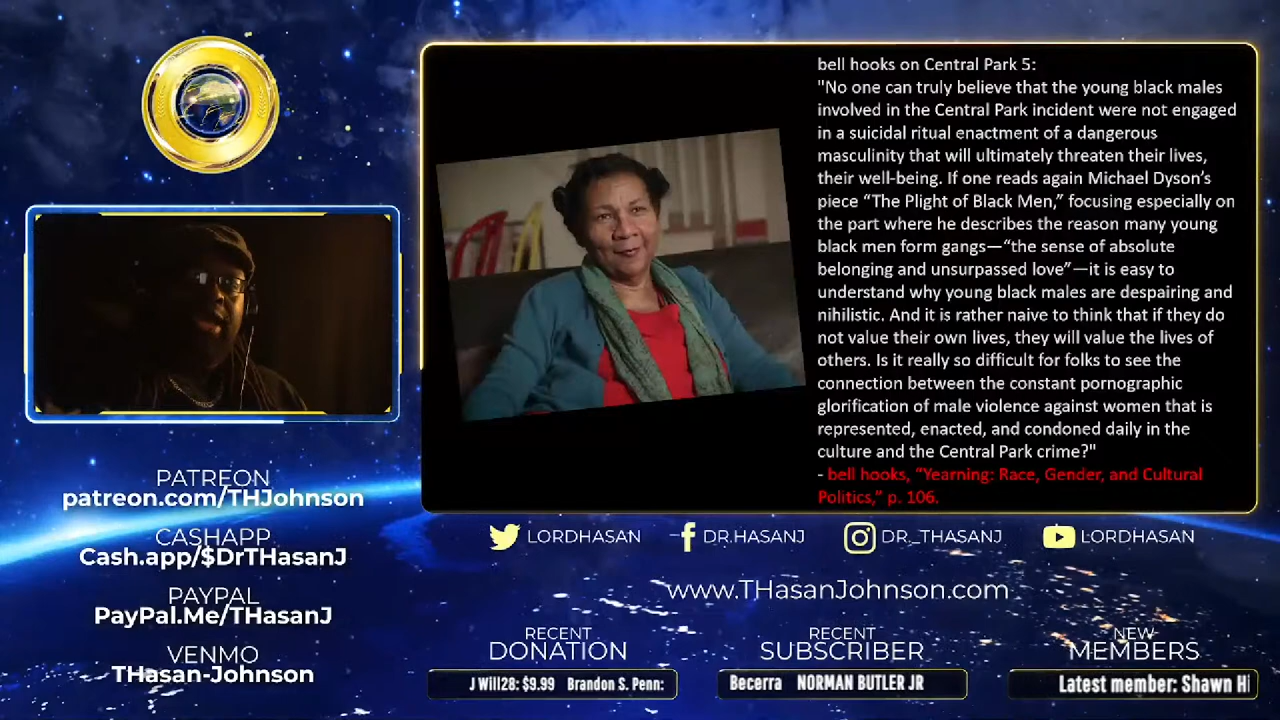 bell hooks on Central Park 5:
"No one can truly believe that the young black males
involved in the Central Park incident were not engaged
in a suicidal ritual enactment of a dangerous
masculinity that will ultimately threaten their lives,
their well-being. If one reads again Michael Dyson’s
piece “The Plight of Black Men,” focusing especially on
the part where he describes the reason many young
black men form gangs—“the sense of absolute
belonging and unsurpassed love”—it is easy to
understand why young black males are despairing and
nihilistic. And it is rather naive to think that if they do
not value their own lives, they will value the lives of
others. Is it really so difficult for folks to see the
connection between the constant pornographic
glorification of male violence against women that is
represented, enacted, and condoned daily in the
culture and the Central Park crime?"
- bell hooks, “Yearning: Race, Gender, and Cultural
Politics,” p. 106.
PATREON
patreon.com/THJohnson
CASHAPP
Cash.app/$DrTHasanJ
PAYPAL
PayPal.Me/THasanJ
VENMO
THasan-Johnson
LORDHASAN
DR.HASANJ
DR._THASANJ
LORDHASAN
www.THasanJohnson.com
RECENT
DONATION
J Will28: $9.99 Brandon S. Penn:
RECENT
SUBSCRIBER
Becerra NORMAN BUTLER JR
NEW
MEMBERS
Latest member: Shawn Hi